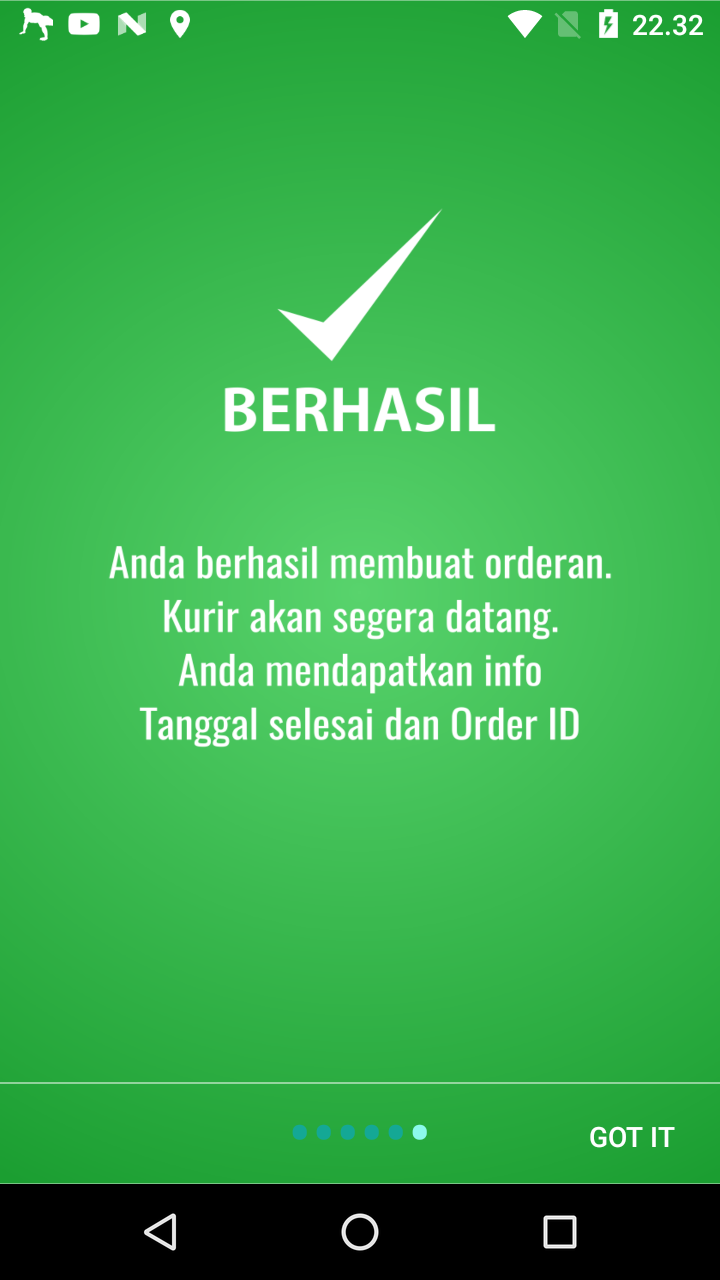 22.32
BERHASIL
Anda berhasil membuat orderan.
Kurir akan segera datang.
Anda mendapatkan info
Tanggal selesai dan Order ID
GOT IT